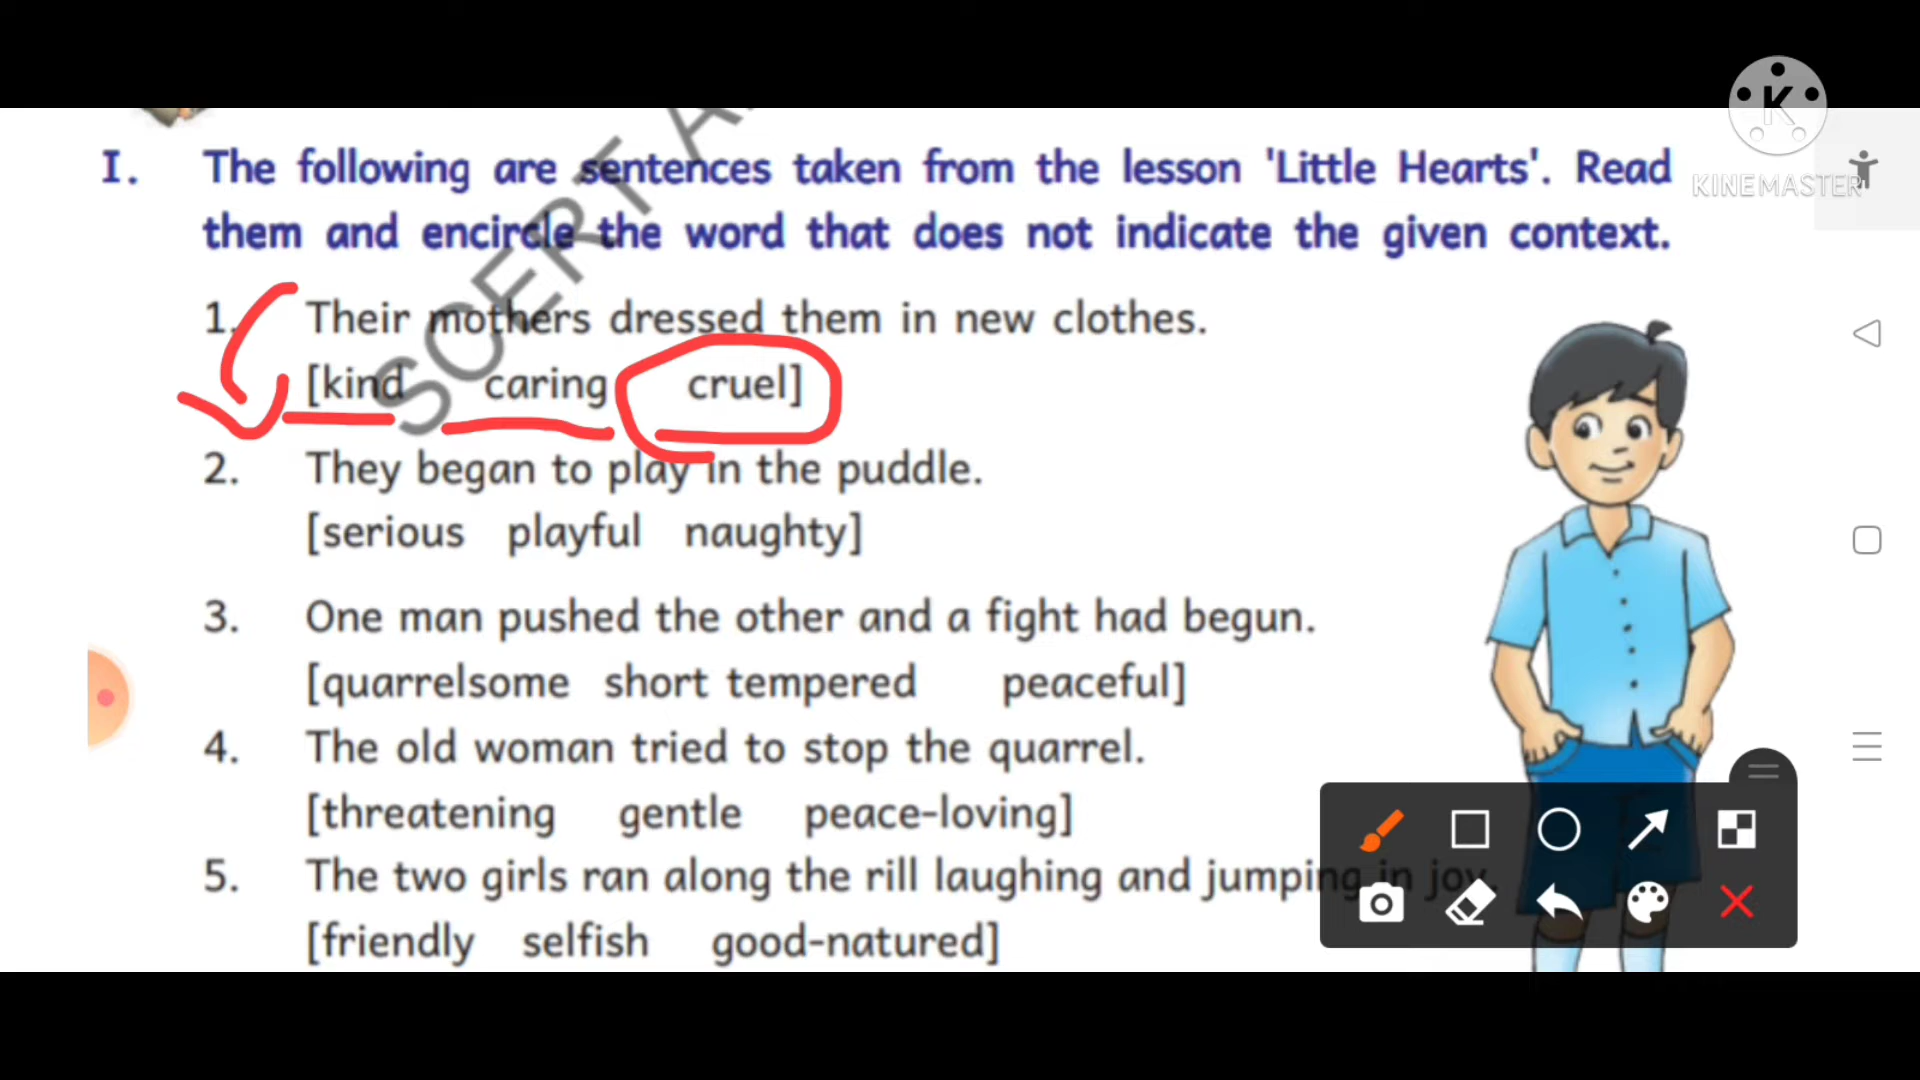 K
KINEMASTER
I. The following are sentences taken from the lesson 'Little Hearts'. Read
them and encircle the word that does not indicate the given context.
1. Their mothers dressed them in new clothes.
[kind caring cruel]
2. They began to play in the puddle.
[serious playful naughty]
3. One man pushed the other and a fight had begun.
[quarrelsome short tempered peaceful]
4. The old woman tried to stop the quarrel.
[threatening gentle peace-loving]
5. The two girls ran along the rill laughing and jumping in joy.
[friendly selfish good-natured]
SCERT A